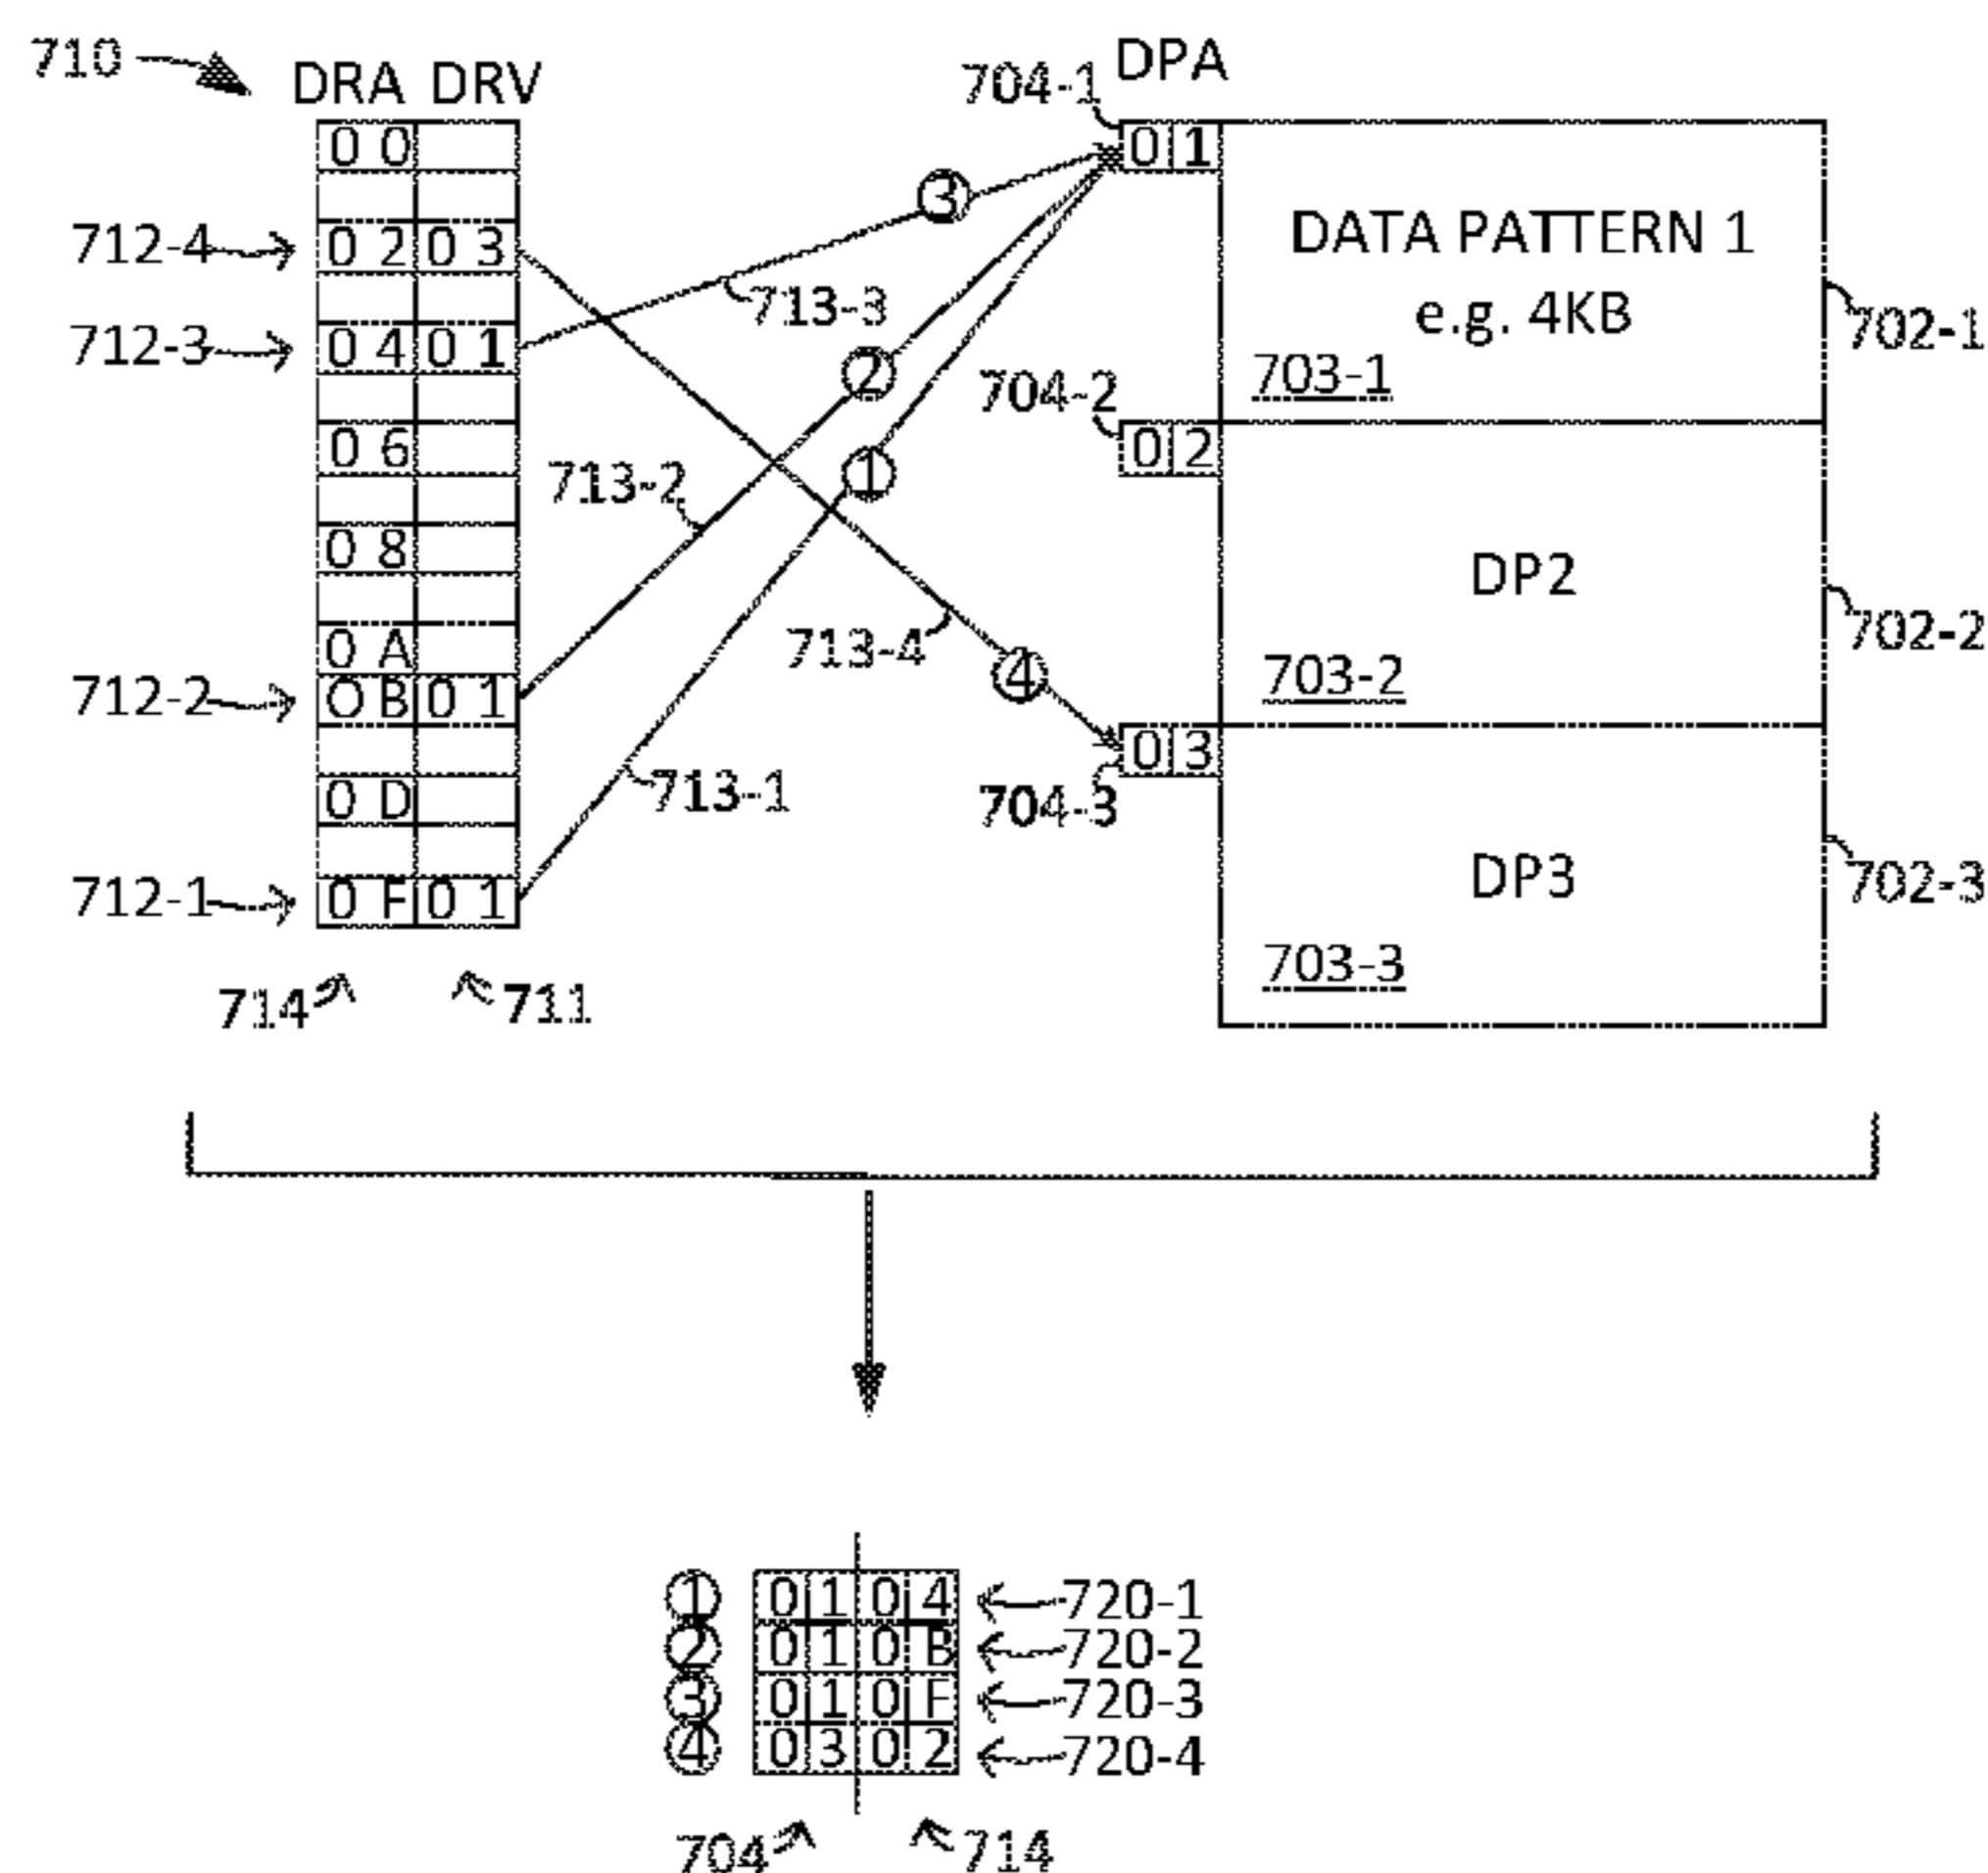 710
DRA DRV
704-1
DPA
0 0
0 1
3
712-4
0 2 0 3
DATA PATTERN 1
e.g. 4KB
713-3
702-1
712-3
0 4 0 1
2
703-1
704-2
0 6
0 2
713-2
1
0 8
DP2
0 A
713-4
4
702-2
703-2
712-2
0 B 0 1
0 3
0 D
713-1
704-3
712-1
0 F 0 1
DP3
702-3
703-3
714
711
1 0 1 0 4 720-1
2 0 1 0 B 720-2
3 0 1 0 F 720-3
4 0 3 0 2 720-4
704
714